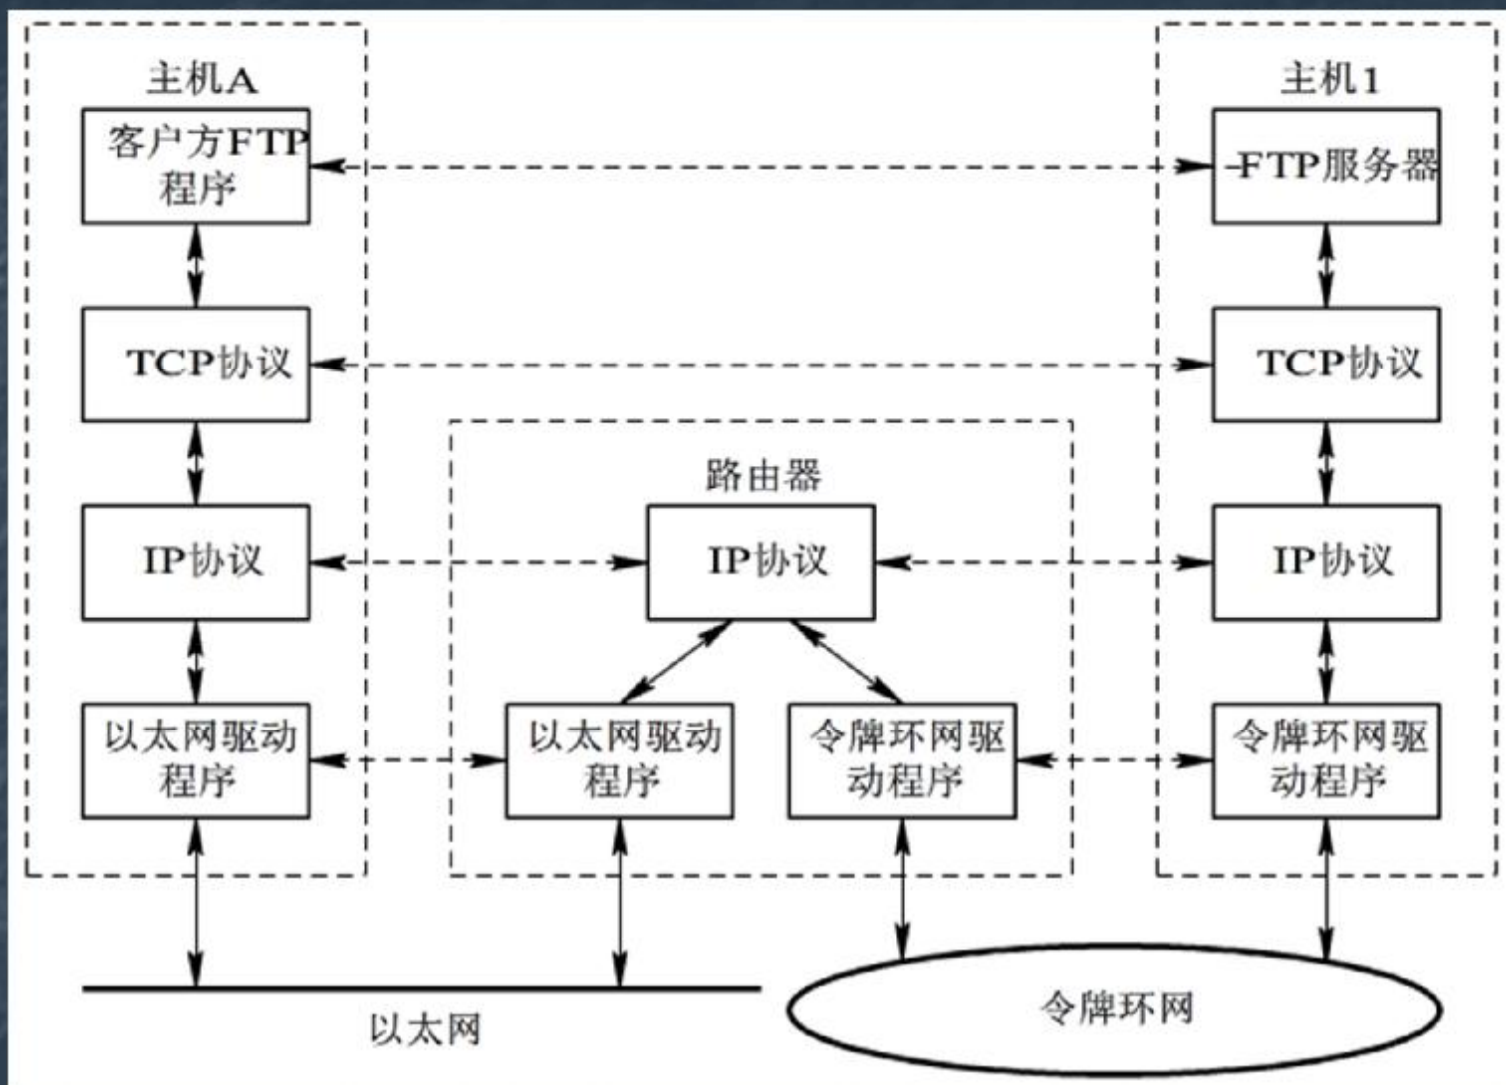 主机A
主机1
客户方FTP
程序
FTP服务器
TCP协议
TCP协议
路由器
IP协议
IP协议
IP协议
以太网驱动
程序
以太网驱动
程序
令牌环网驱
动程序
令牌环网驱
动程序
以太网
令牌环网